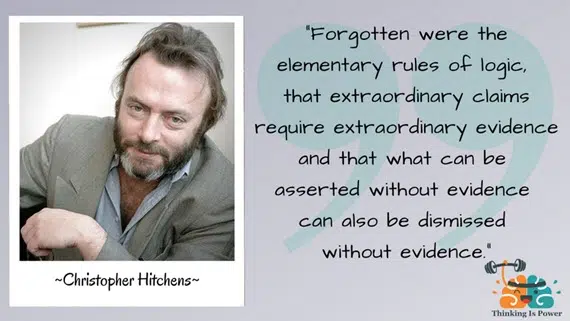 "Forgotten were the
elementary rules of logic,
that extraordinary claims
require extraordinary evidence
and that what can be
asserted without evidence
can also be dismissed
without evidence."
~Christopher Hitchens~
Thinking Is Power